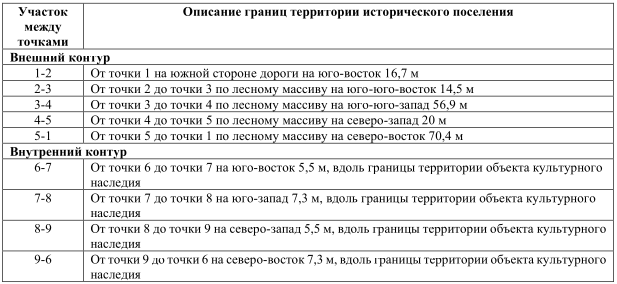 Участок
между
точками
Описание границ территории исторического поселения
Внешний контур
1-2 От точки 1 на южной стороне дороги на юго-восток 16,7 м
2-3 От точки 2 до точки 3 по лесному массиву на юго-юго-восток 14,5 м
3-4 От точки 3 до точки 4 по лесному массиву на юго-юго-запад 56,9 м
4-5 От точки 4 до точки 5 по лесному массиву на северо-запад 20 м
5-1 От точки 5 до точки 1 по лесному массиву на северо-восток 70,4 м
Внутренний контур
6-7 От точки 6 до точки 7 на юго-восток 5,5 м, вдоль границы территории объекта культурного
наследия
7-8 От точки 7 до точки 8 на юго-запад 7,3 м, вдоль границы территории объекта культурного
наследия
8-9 От точки 8 до точки 9 на северо-запад 5,5 м, вдоль границы территории объекта культурного
наследия
9-6 От точки 9 до точки 6 на северо-восток 7,3 м, вдоль границы территории объекта культурного
наследия